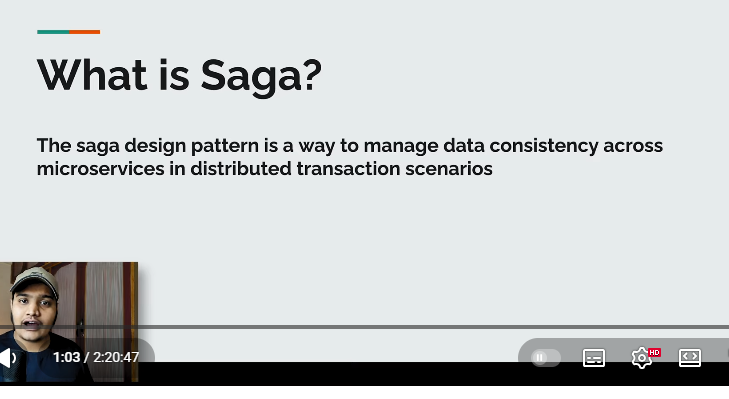 What is Saga?
The saga design pattern is a way to manage data consistency across
microservices in distributed transaction scenarios
1:03 / 2:20:47
HD